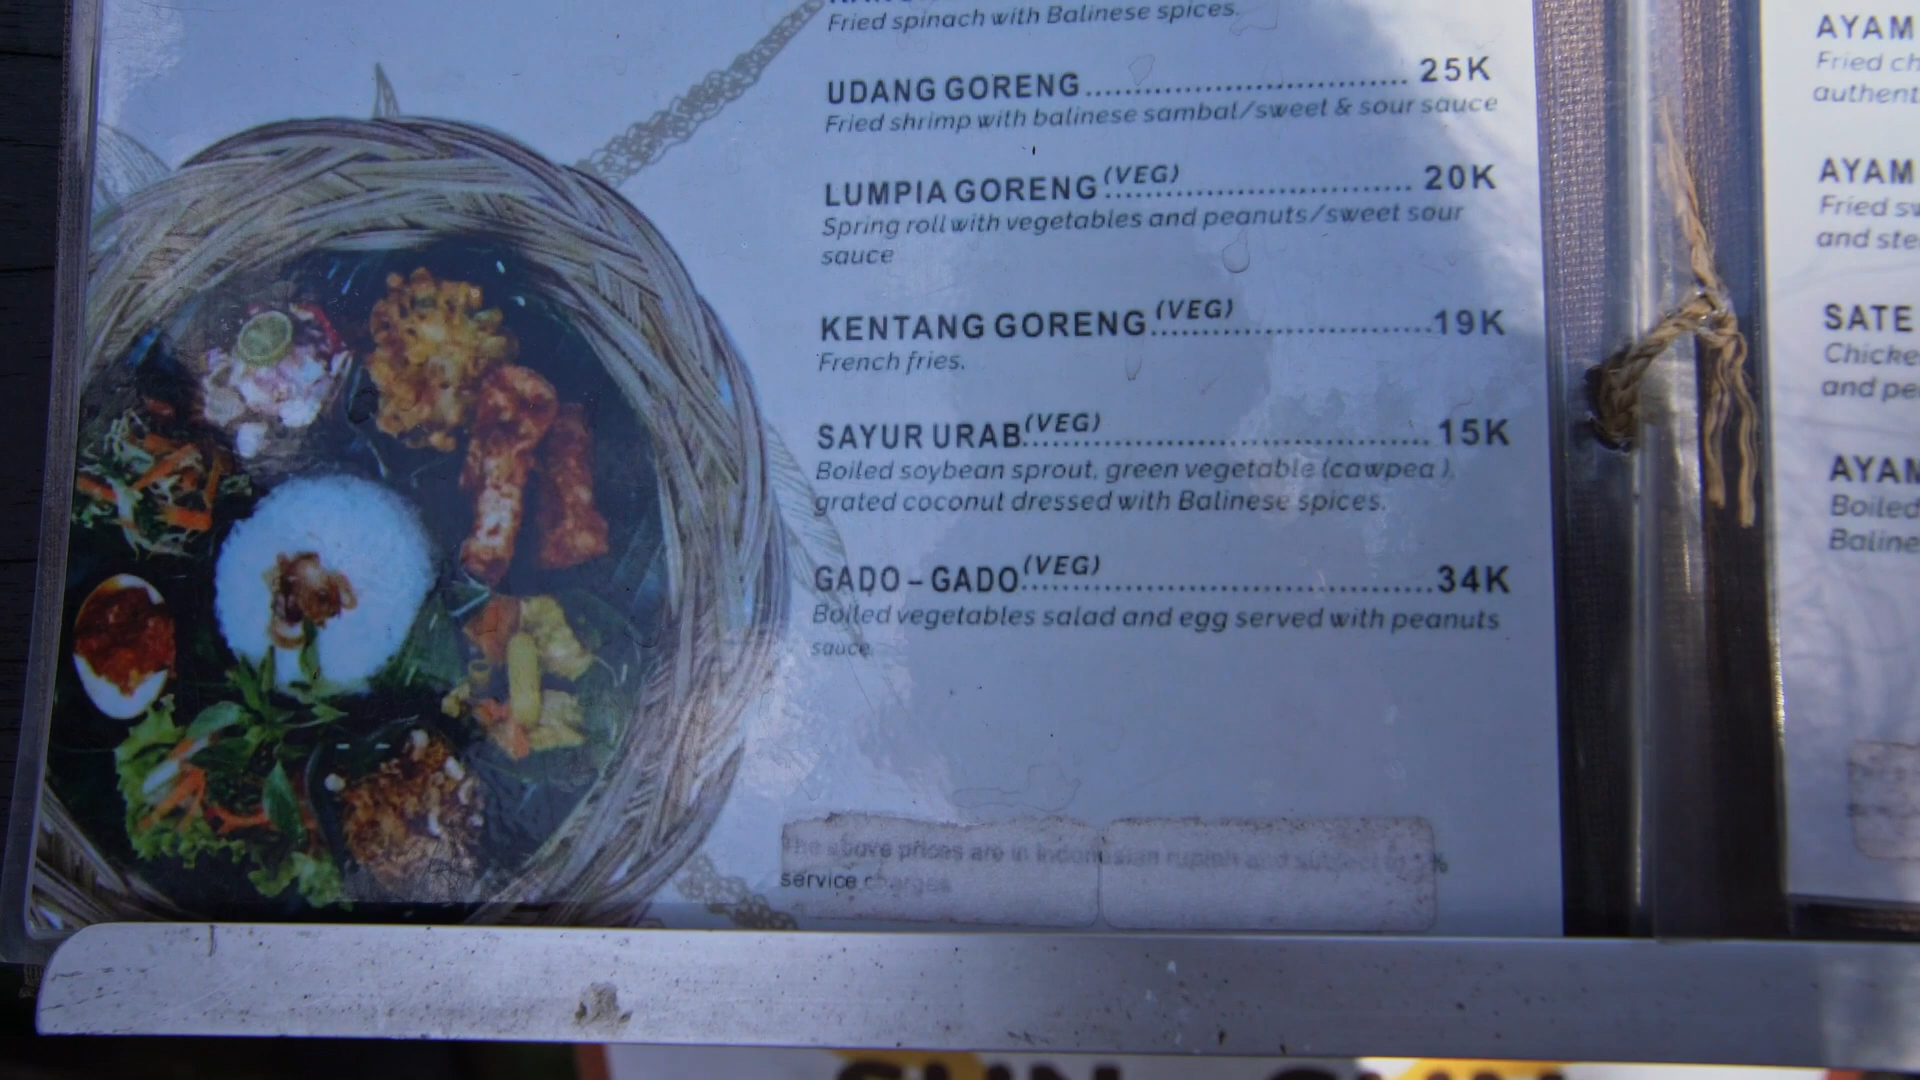 Fried spinach with Balinese spices.
UDANG GORENG........................................ 25K
Fried shrimp with balinese sambal/sweet & sour sauce
LUMPIA GORENG (VEG)...................................... 20K
Spring roll with vegetables and peanuts/sweet sour
sauce
KENTANG GORENG (VEG)..................................19K
French fries.
SAYUR URAB (VEG)................................................. 15K
Boiled soybean sprout, green vegetable (cawpea ),
grated coconut dressed with Balinese spices.
GADO – GADO (VEG)..................................................34K
Boiled vegetables salad and egg served with peanuts
sauce.
The above prices are in Indonesian rupiah and subject to %
service charges
AYAM
Fried ch
authent
AYAM
Fried sw
and ste
SATE
Chicke
and pe
AYAM
Boiled
Baline